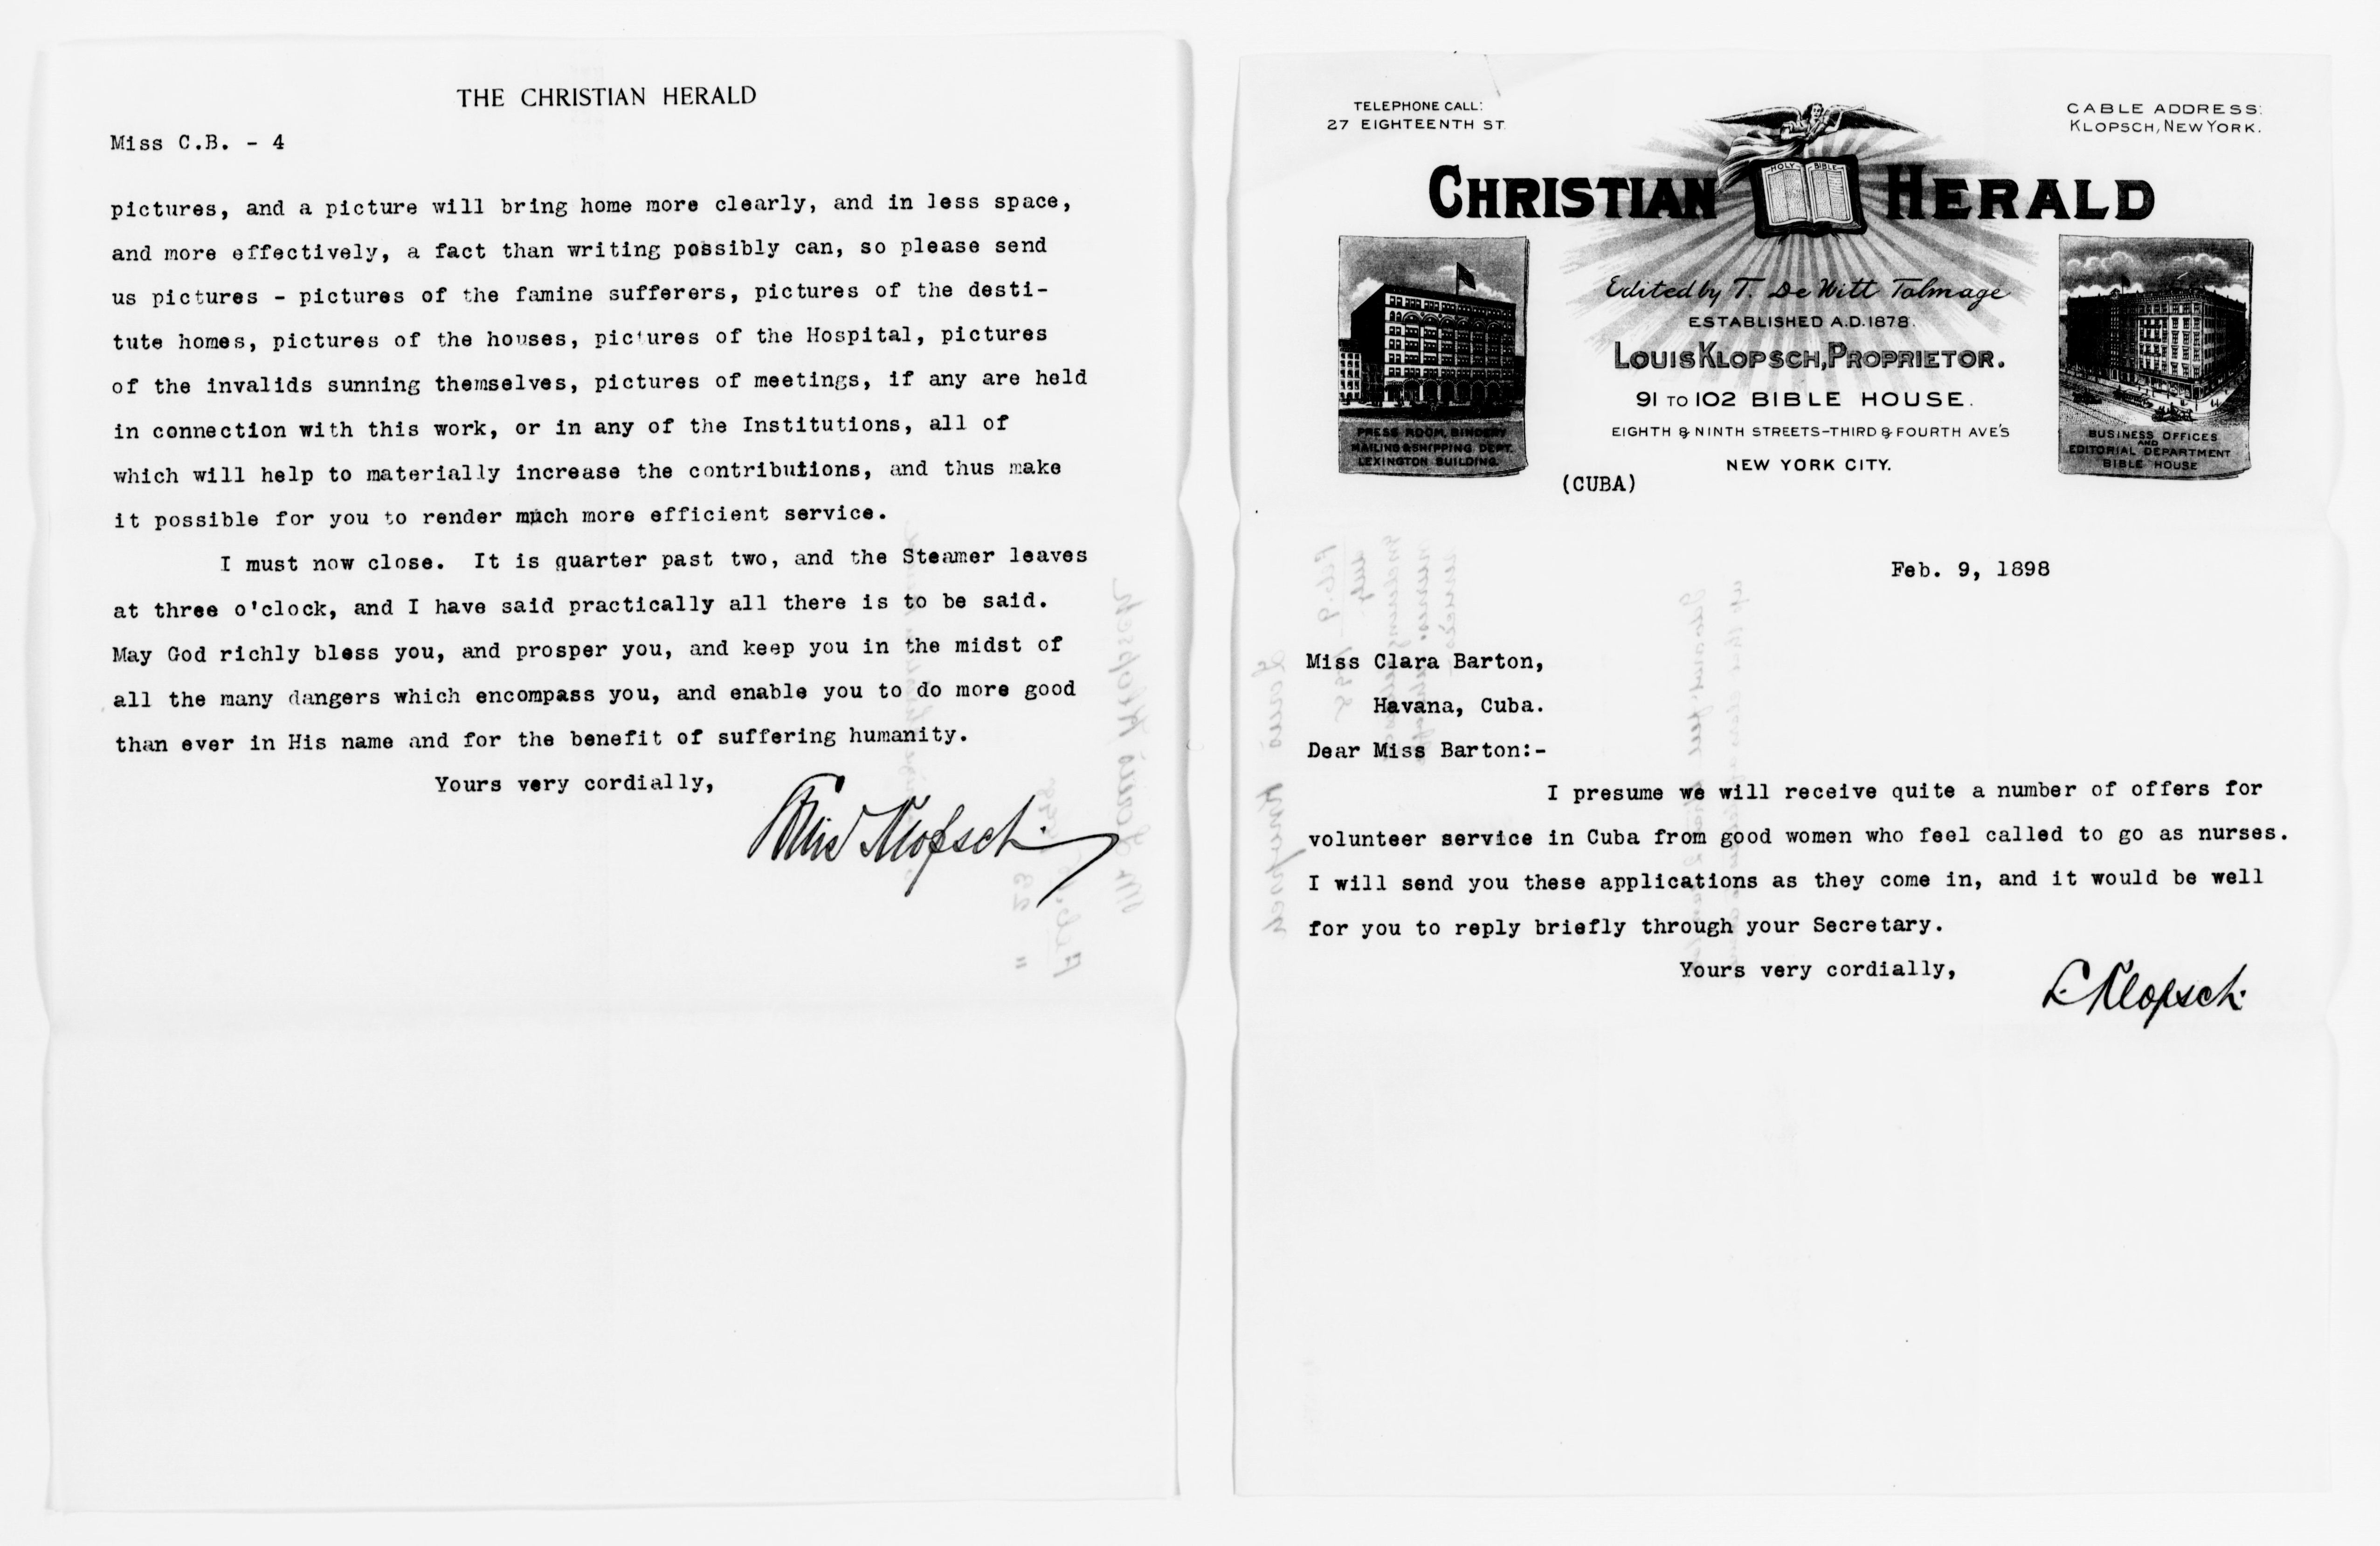 THE CHRISTIAN HERALD
Miss C.B. - 4
pictures, and a picture will bring home more clearly, and in less space,
and more effectively, a fact than writing possibly can, so please send
us pictures - pictures of the famine sufferers, pictures of the desti-
tute homes, pictures of the houses, pictures of the Hospital, pictures
of the invalids sunning themselves, pictures of meetings, if any are held
in connection with this work, or in any of the Institutions, all of
which will help to materially increase the contributions, and thus make
it possible for you to render much more efficient service.
I must now close. It is quarter past two, and the Steamer leaves
at three o'clock, and I have said practically all there is to be said.
May God richly bless you, and prosper you, and keep you in the midst of
all the many dangers which encompass you, and enable you to do more good
than ever in His name and for the benefit of suffering humanity.
Yours very cordially,
Louis Klopsch
TELEPHONE CALL:
27 EIGHTEENTH ST.
CABLE ADDRESS:
KLOPSCH, NEW YORK.
HOLY BIBLE
CHRISTIAN HERALD
Edited by T. De Witt Talmage
ESTABLISHED A.D. 1878.
LOUIS KLOPSCH, PROPRIETOR.
91 TO 102 BIBLE HOUSE.
EIGHTH & NINTH STREETS-THIRD & FOURTH AVE'S
NEW YORK CITY.
PRESS ROOM, BINDERY
MAILING & SHIPPING DEPT.
LEXINGTON BUILDING.
BUSINESS OFFICES
AND
EDITORIAL DEPARTMENT
BIBLE HOUSE
(CUBA)
Feb. 9, 1898
Miss Clara Barton,
Havana, Cuba.
Dear Miss Barton:-
I presume we will receive quite a number of offers for
volunteer service in Cuba from good women who feel called to go as nurses.
I will send you these applications as they come in, and it would be well
for you to reply briefly through your Secretary.
Yours very cordially,
L. Klopsch